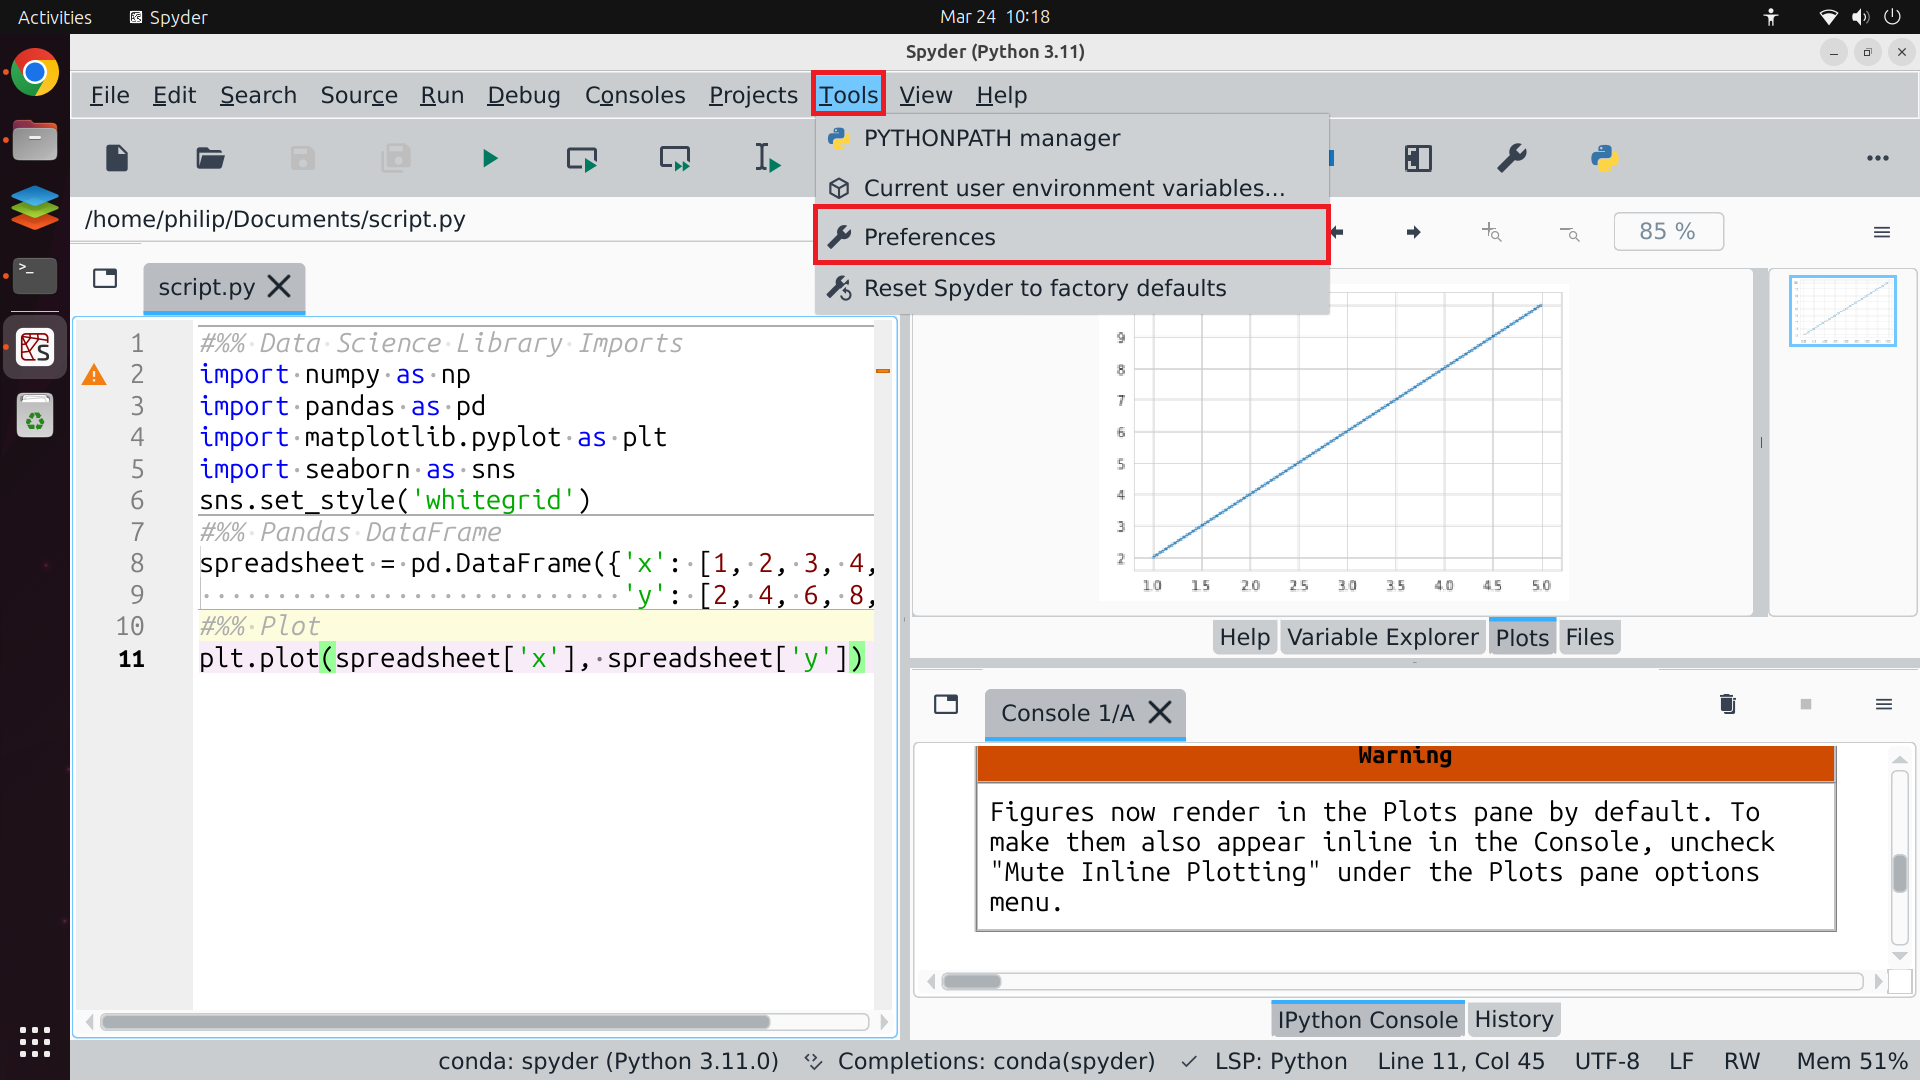 Activities
Spyder
Mar 24 10:18
Spyder (Python 3.11)
File Edit Search Source Run Debug Consoles Projects Tools View Help
PYTHONPATH manager
Current user environment variables...
Preferences
Reset Spyder to factory defaults
/home/philip/Documents/script.py
85 %
script.py
1 #%% Data Science Library Imports
2 import numpy as np
3 import pandas as pd
4 import matplotlib.pyplot as plt
5 import seaborn as sns
6 sns.set_style('whitegrid')
7 #%% Pandas DataFrame
8 spreadsheet = pd.DataFrame({'x': [1, 2, 3, 4,
9 'y': [2, 4, 6, 8,
10 #%% Plot
11 plt.plot(spreadsheet['x'], spreadsheet['y'])
9
8
7
6
5
4
3
2
1.0 1.5 2.0 2.5 3.0 3.5 4.0 4.5 5.0
Help Variable Explorer Plots Files
Console 1/A
Warning
Figures now render in the Plots pane by default. To
make them also appear inline in the Console, uncheck
"Mute Inline Plotting" under the Plots pane options
menu.
IPython Console History
conda: spyder (Python 3.11.0) Completions: conda(spyder) LSP: Python Line 11, Col 45 UTF-8 LF RW Mem 51%